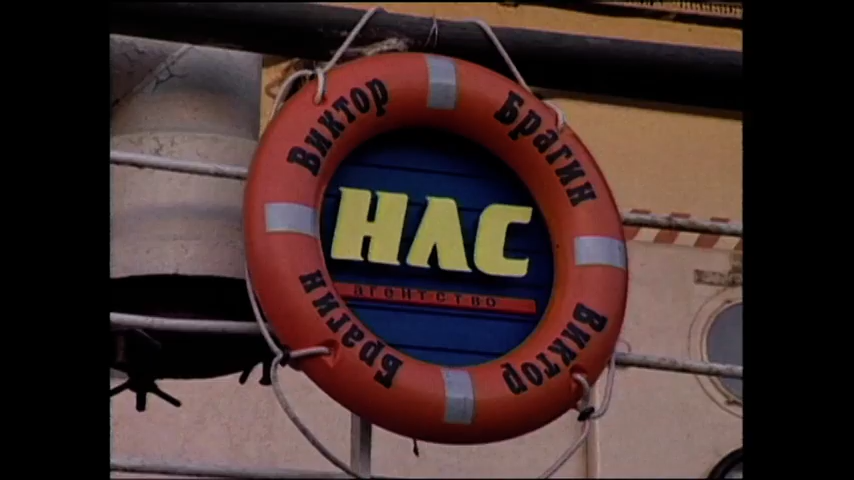 Виктор Брагин
НЛС
агентство
Брагин Виктор